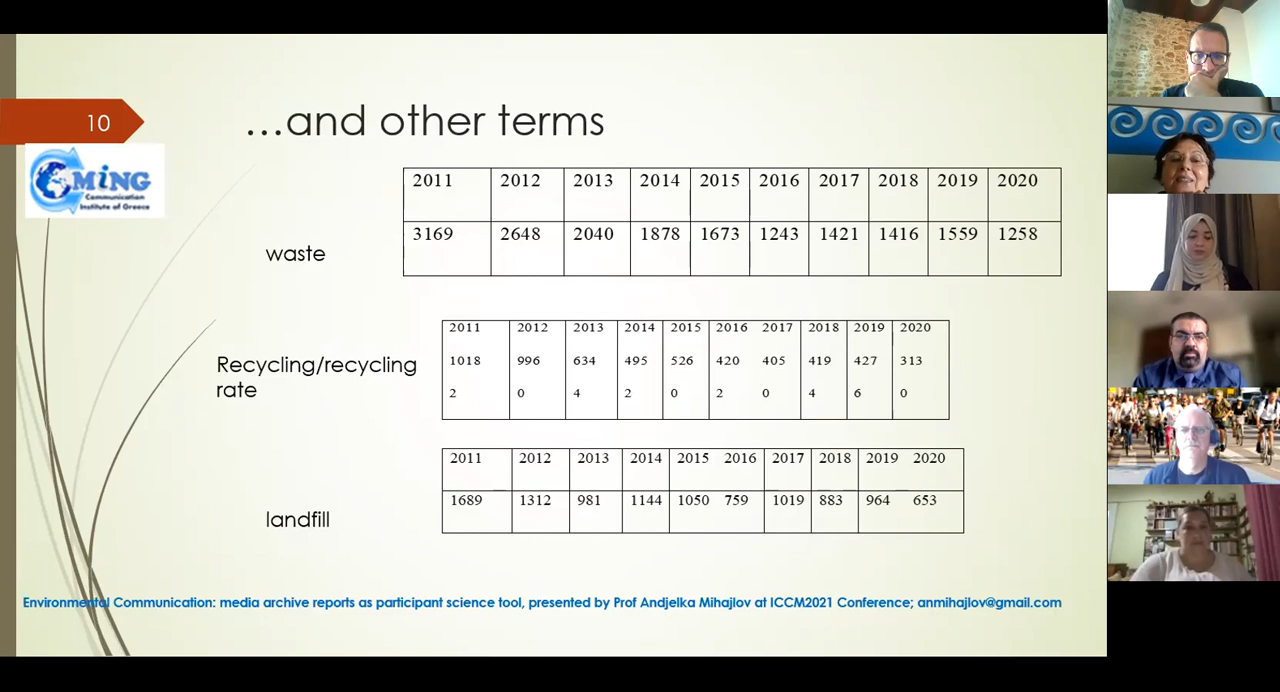 10
…and other terms
MiNG
Communication
Institute of Greece
2011 2012 2013 2014 2015 2016 2017 2018 2019 2020
waste
3169 2648 2040 1878 1673 1243 1421 1416 1559 1258
Recycling/recycling
rate
2011 2012 2013 2014 2015 2016 2017 2018 2019 2020
1018 996 634 495 526 420 405 419 427 313
2 0 4 2 0 2 0 4 6 0
2011 2012 2013 2014 2015 2016 2017 2018 2019 2020
landfill
1689 1312 981 1144 1050 759 1019 883 964 653
Environmental Communication: media archive reports as participant science tool, presented by Prof Andjelka Mihajlov at ICCM2021 Conference; anmihajlov@gmail.com